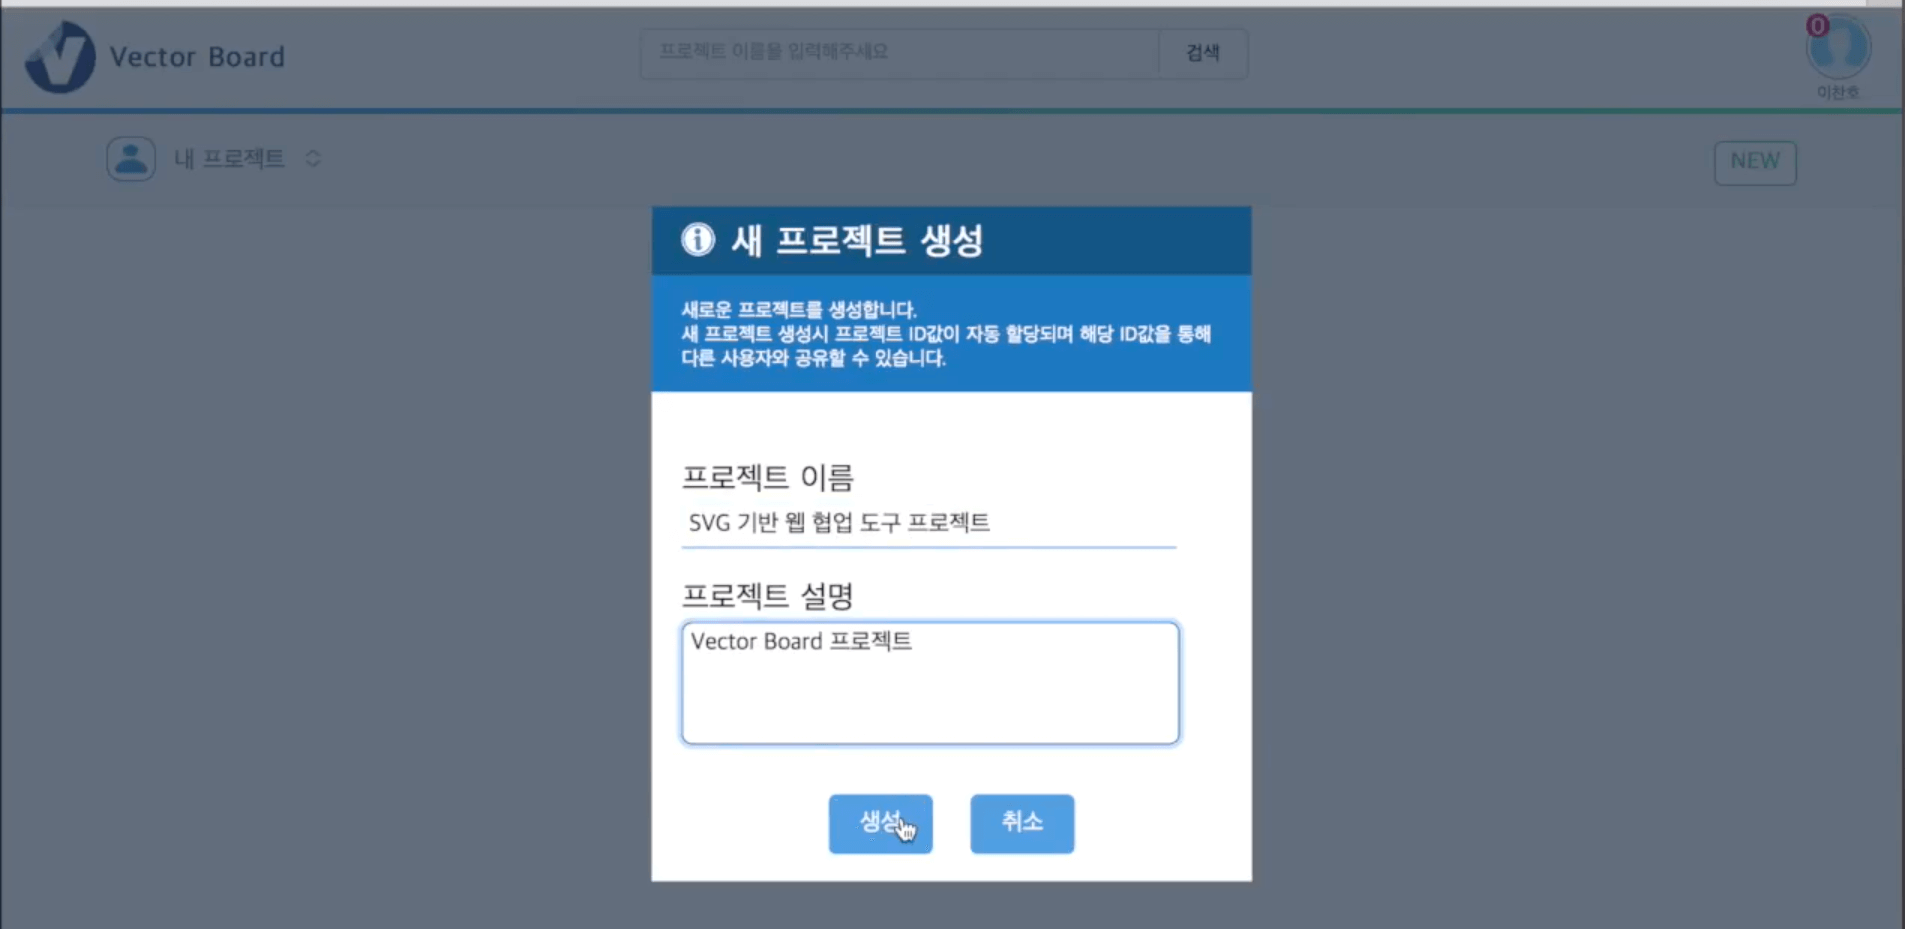 Vector Board
프로젝트 이름을 입력해주세요
검색
0
이찬호
내 프로젝트
NEW
새 프로젝트 생성
새로운 프로젝트를 생성합니다.
새 프로젝트 생성시 프로젝트 ID값이 자동 할당되며 해당 ID값을 통해
다른 사용자와 공유할 수 있습니다.
프로젝트 이름
SVG 기반 웹 협업 도구 프로젝트
프로젝트 설명
Vector Board 프로젝트
생성
취소